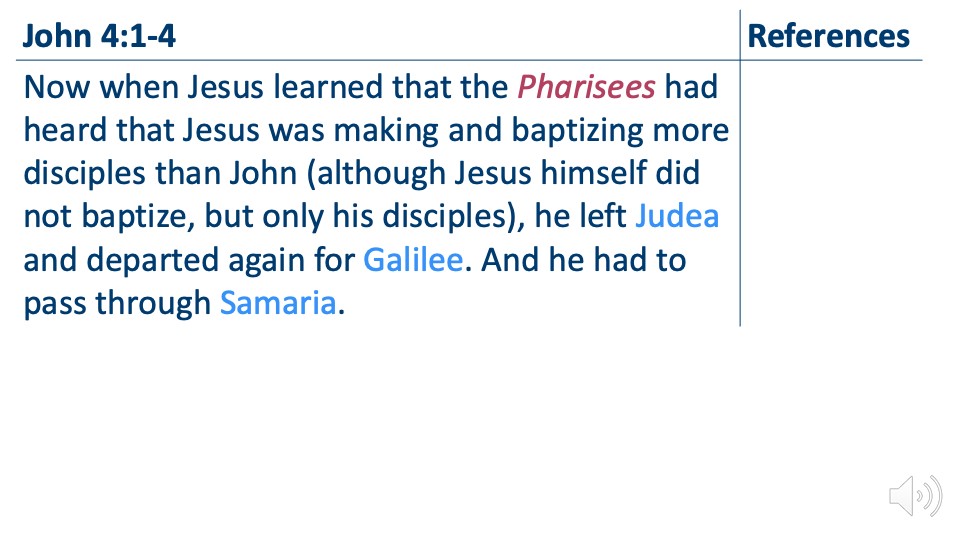 John 4:1-4
References
Now when Jesus learned that the Pharisees had
heard that Jesus was making and baptizing more
disciples than John (although Jesus himself did
not baptize, but only his disciples), he left Judea
and departed again for Galilee. And he had to
pass through Samaria.